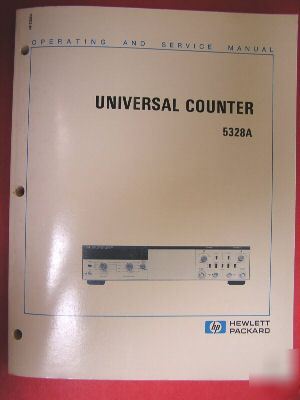 OPERATING AND SERVICE MANUAL
UNIVERSAL COUNTER
5328A
hp
HEWLETT
PACKARD